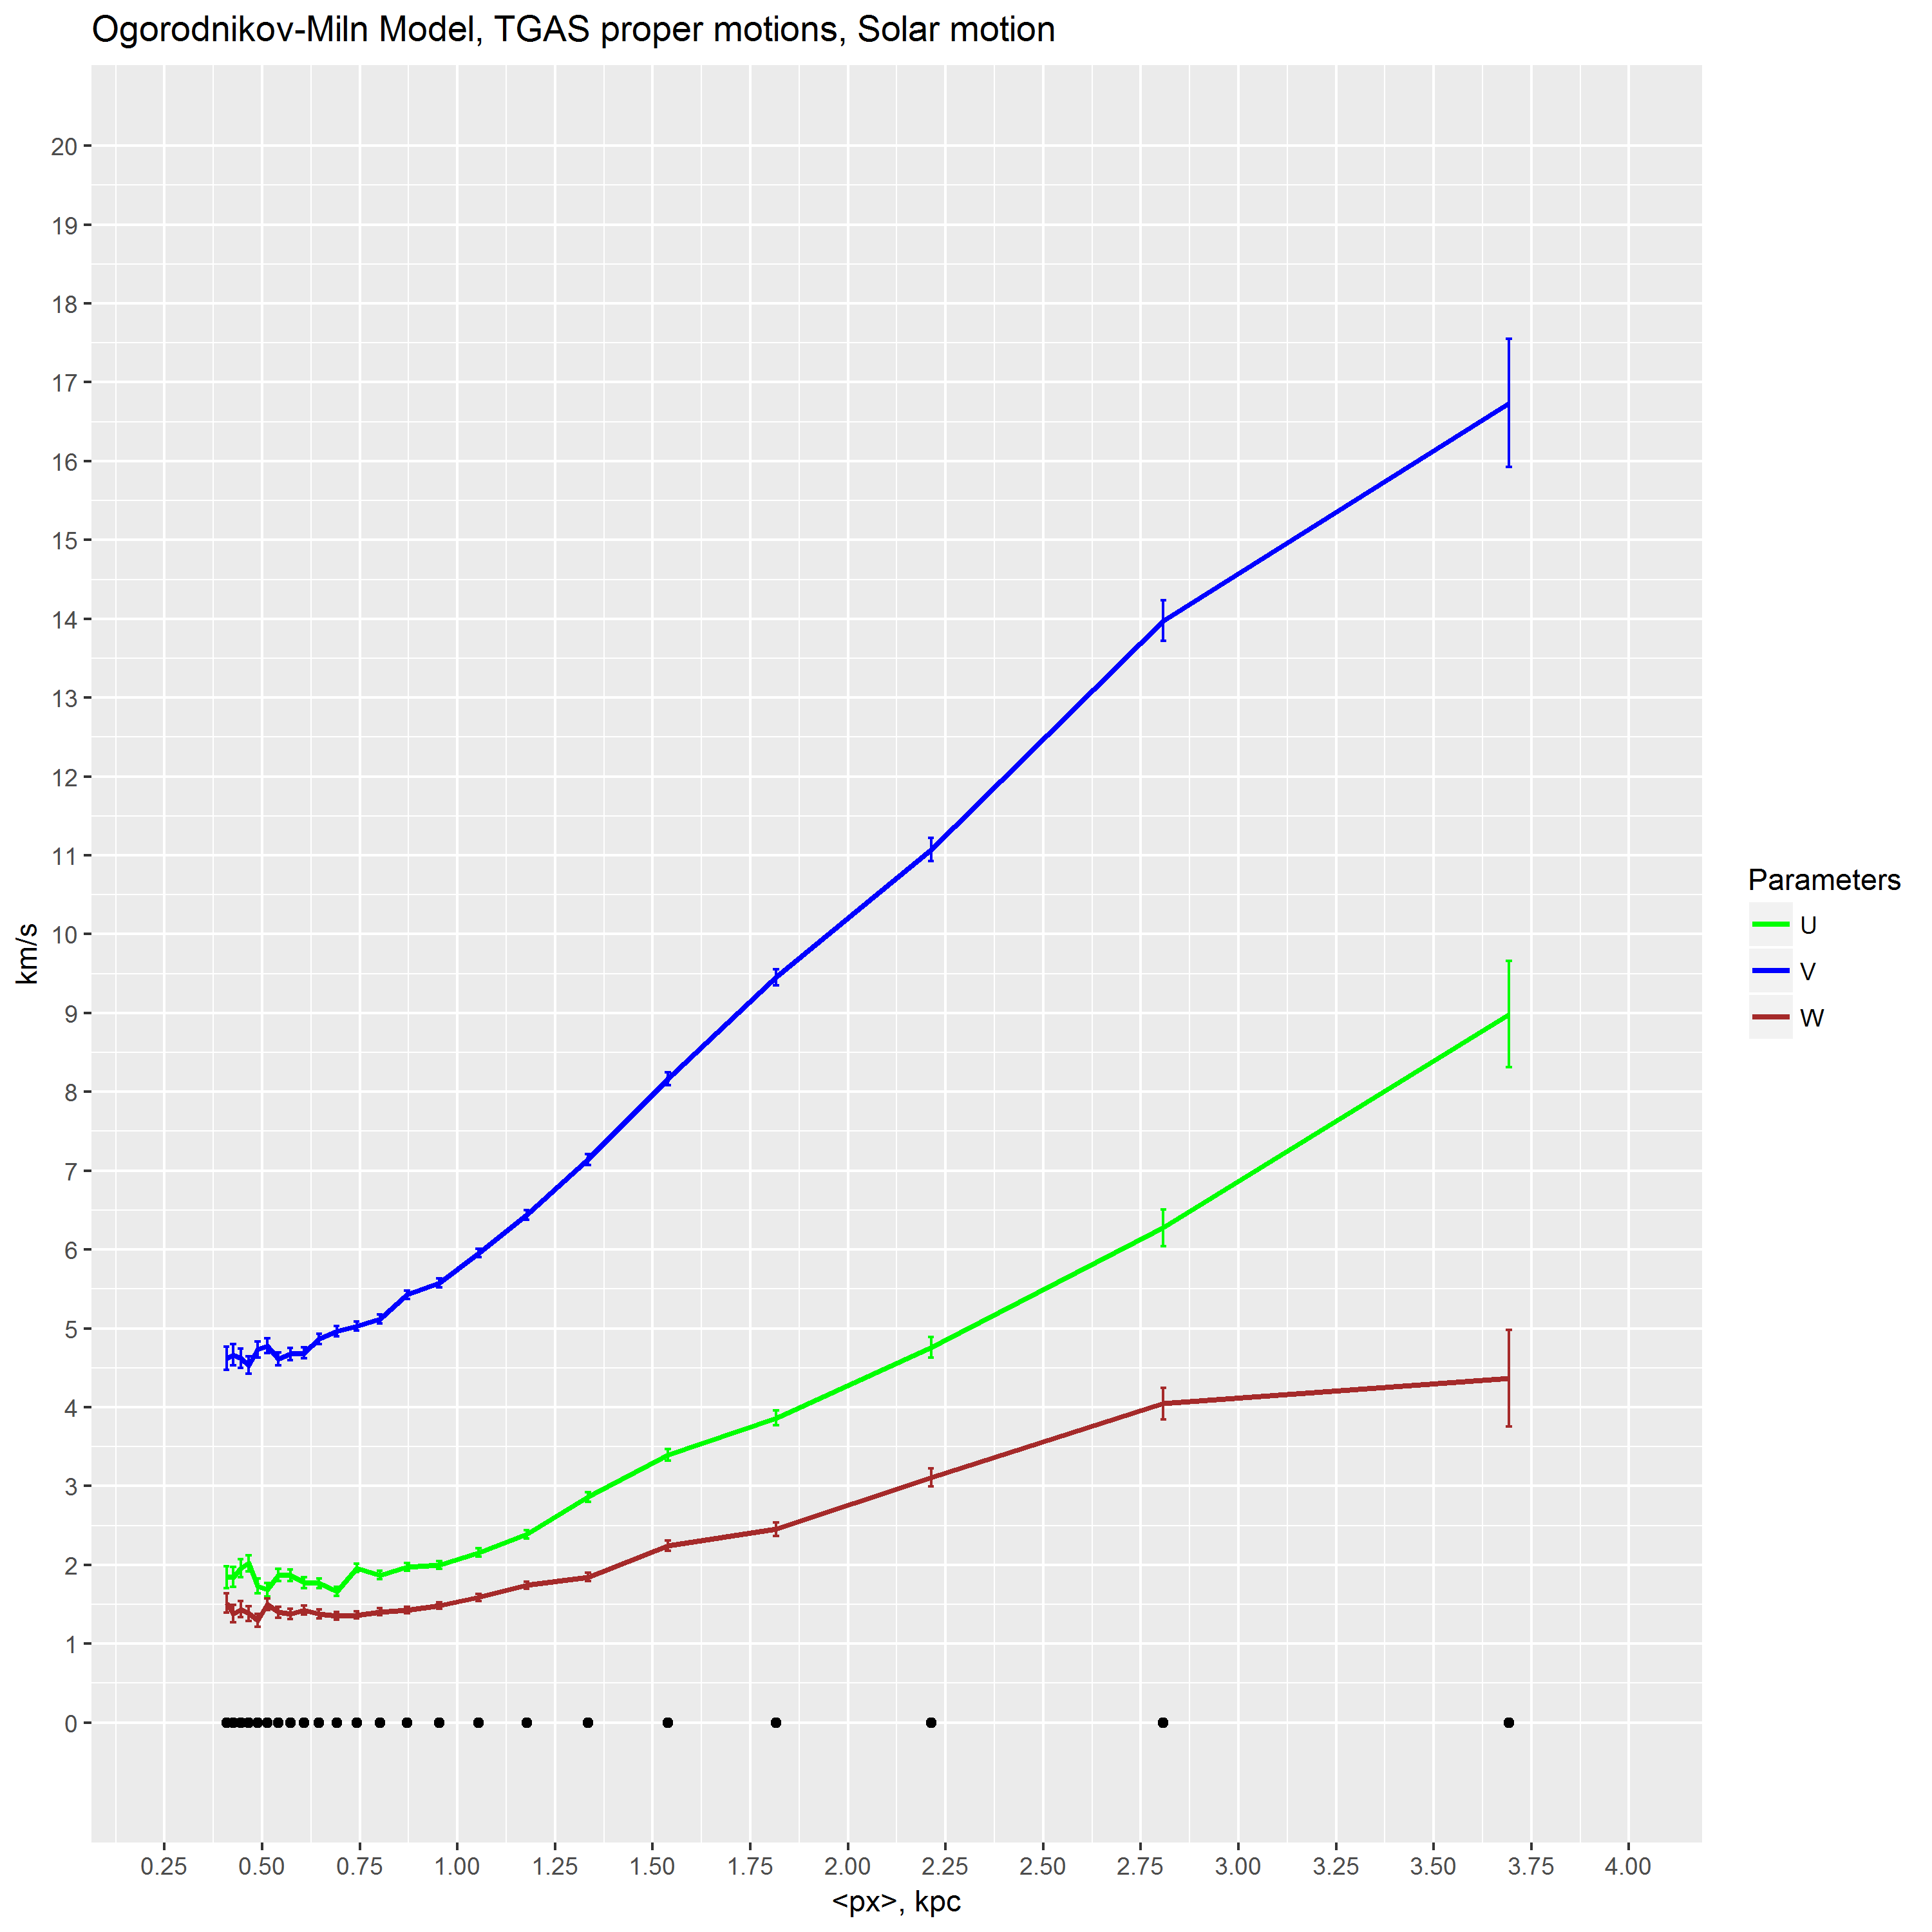 Ogorodnikov-Miln Model, TGAS proper motions, Solar motion
20
19
18
17
16
15
14
13
12
11
10
9
8
7
6
5
4
3
2
1
0
km/s
0.25 0.50 0.75 1.00 1.25 1.50 1.75 2.00 2.25 2.50 2.75 3.00 3.25 3.50 3.75 4.00
<px>, kpc
Parameters
U
V
W